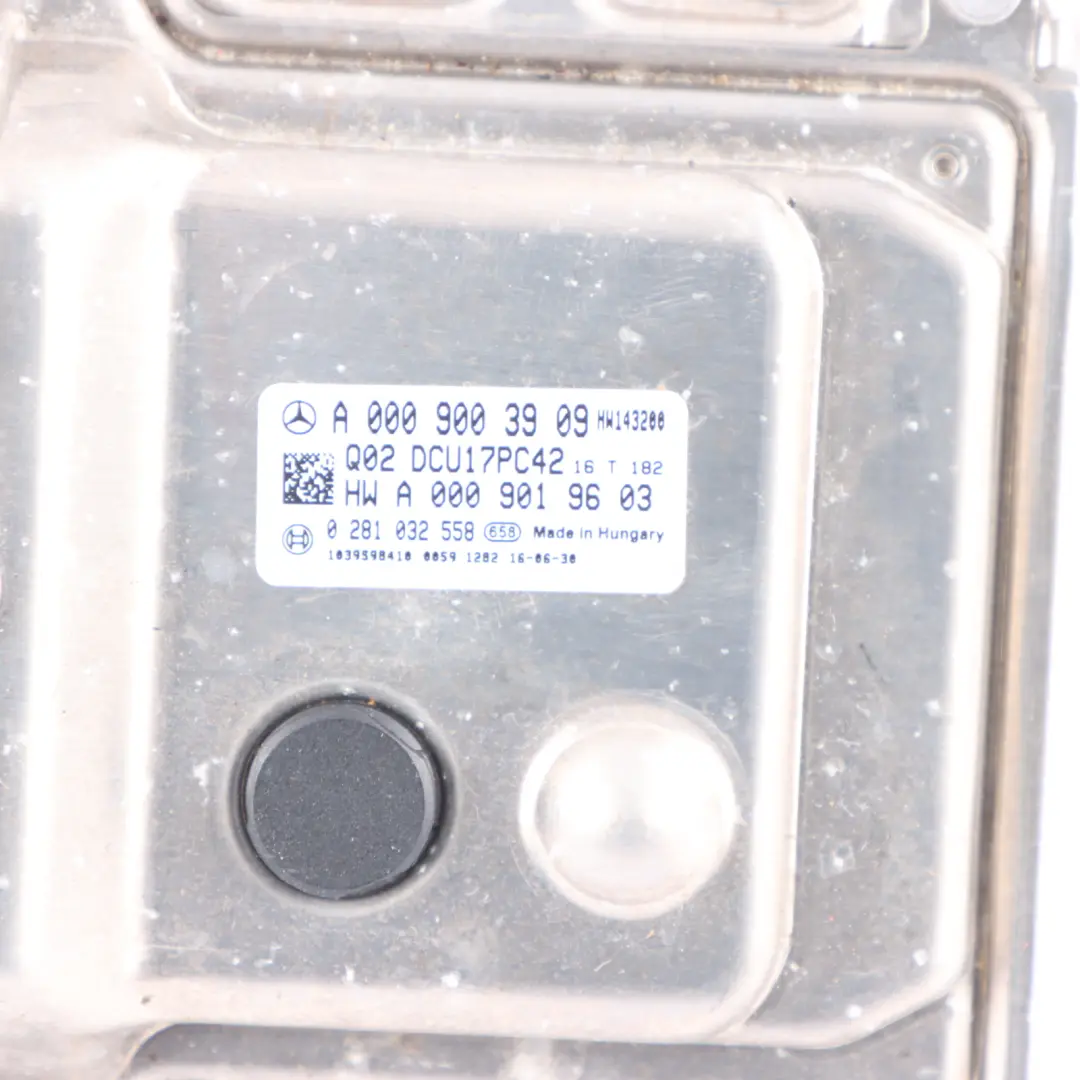 A 000 900 39 09 HW143200
Q02 DCU17PC42 16 T 182
HW A 000 901 96 03
0 281 032 558 658 Made in Hungary
1039S98410 0059 1282 16-06-30